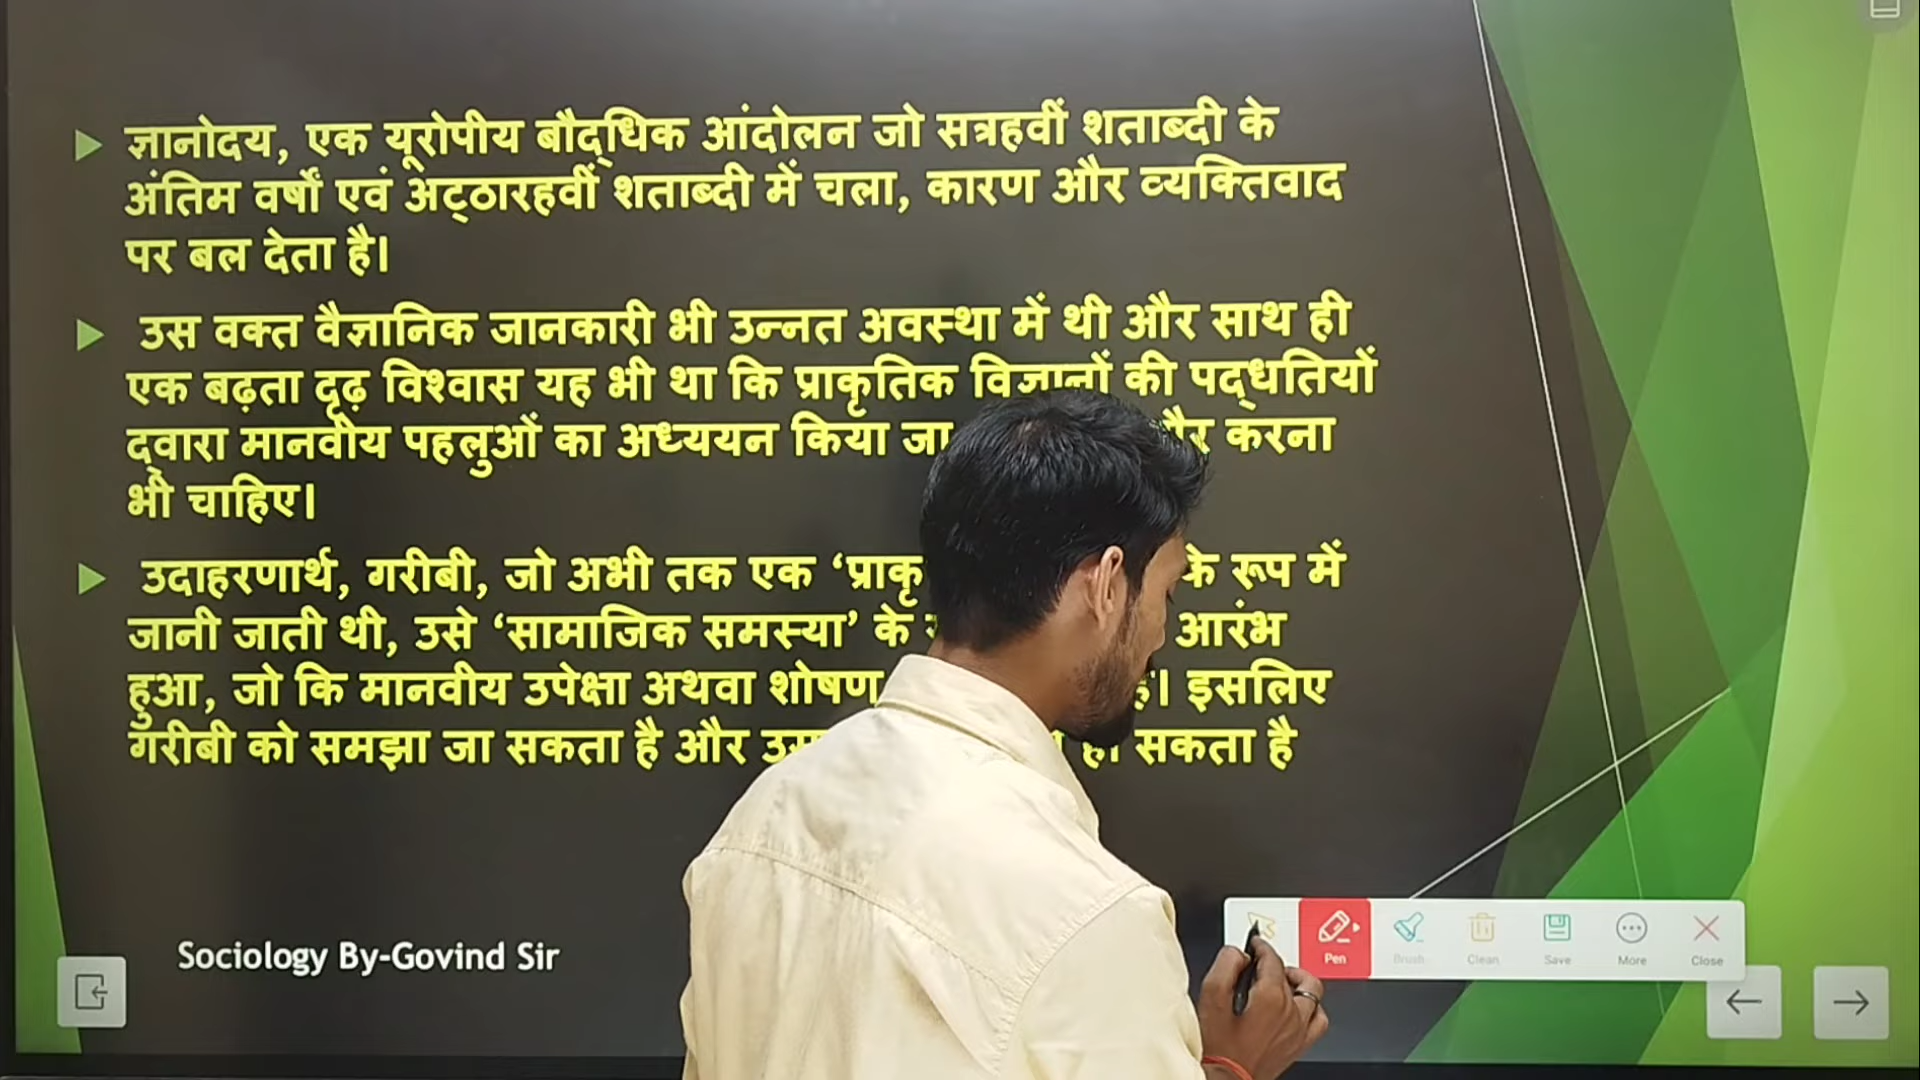 ज्ञानोदय, एक यूरोपीय बौद्धिक आंदोलन जो सत्रहवीं शताब्दी के
अंतिम वर्षों एवं अट्ठारहवीं शताब्दी में चला, कारण और व्यक्तिवाद
पर बल देता है।
उस वक्त वैज्ञानिक जानकारी भी उन्नत अवस्था में थी और साथ ही
एक बढ़ता दृढ़ विश्वास यह भी था कि प्राकृतिक विज्ञानों की पद्धतियों
द्वारा मानवीय पहलुओं का अध्ययन किया जा और करना
भी चाहिए।
उदाहरणार्थ, गरीबी, जो अभी तक एक के रूप में
जानी जाती थी, उसे ‘सामाजिक समस्या’ के आरंभ
हुआ, जो कि मानवीय उपेक्षा अथवा शोषण है। इसलिए
गरीबी को समझा जा सकता है और हो सकता है
Sociology By-Govind Sir
Pen Brush Clean Save More Close